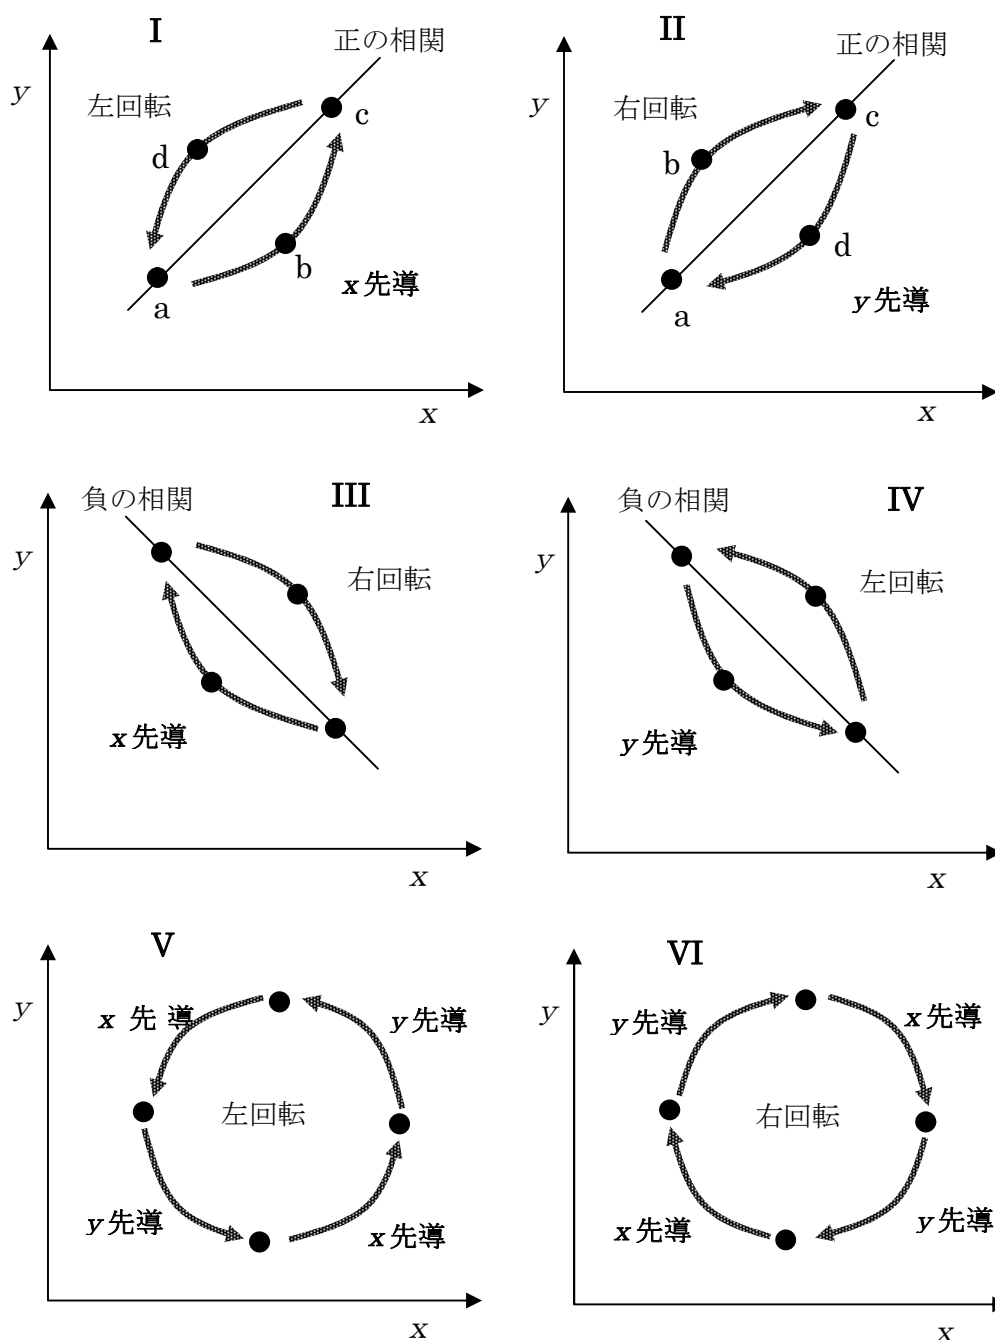 I
正の相関
y
左回転
c
d
b
x先導
a
x
II
正の相関
y
右回転
c
b
d
a
y先導
x
III
負の相関
y
右回転
x先導
x
IV
負の相関
y
左回転
y先導
x
V
y
x 先 導
y先導
左回転
y先導
x先導
x
VI
y
y先導
x先導
右回転
x先導
y先導
x